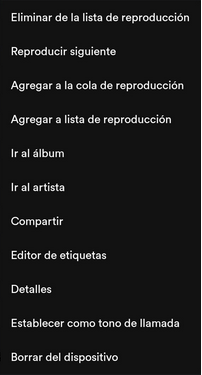 Eliminar de la lista de reproducción
Reproducir siguiente
Agregar a la cola de reproducción
Agregar a lista de reproducción
Ir al álbum
Ir al artista
Compartir
Editor de etiquetas
Detalles
Establecer como tono de llamada
Borrar del dispositivo